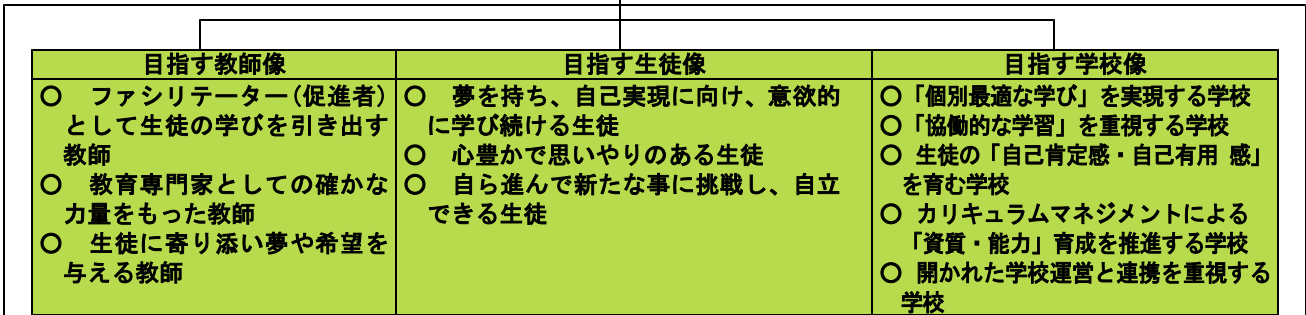 目指す教師像
○　ファシリテーター(促進者)
として生徒の学びを引き出す
教師
○　教育専門家としての確かな
力量をもった教師
○　生徒に寄り添い夢や希望を
与える教師
目指す生徒像
○　夢を持ち、自己実現に向け、意欲的
に学び続ける生徒
○　心豊かで思いやりのある生徒
○　自ら進んで新たな事に挑戦し、自立
できる生徒
目指す学校像
○「個別最適な学び」を実現する学校
○「協働的な学習」を重視する学校
○ 生徒の「自己肯定感・自己有用 感」
を育む学校
○ カリキュラムマネジメントによる
「資質・能力」育成を推進する学校
○ 開かれた学校運営と連携を重視する
学校